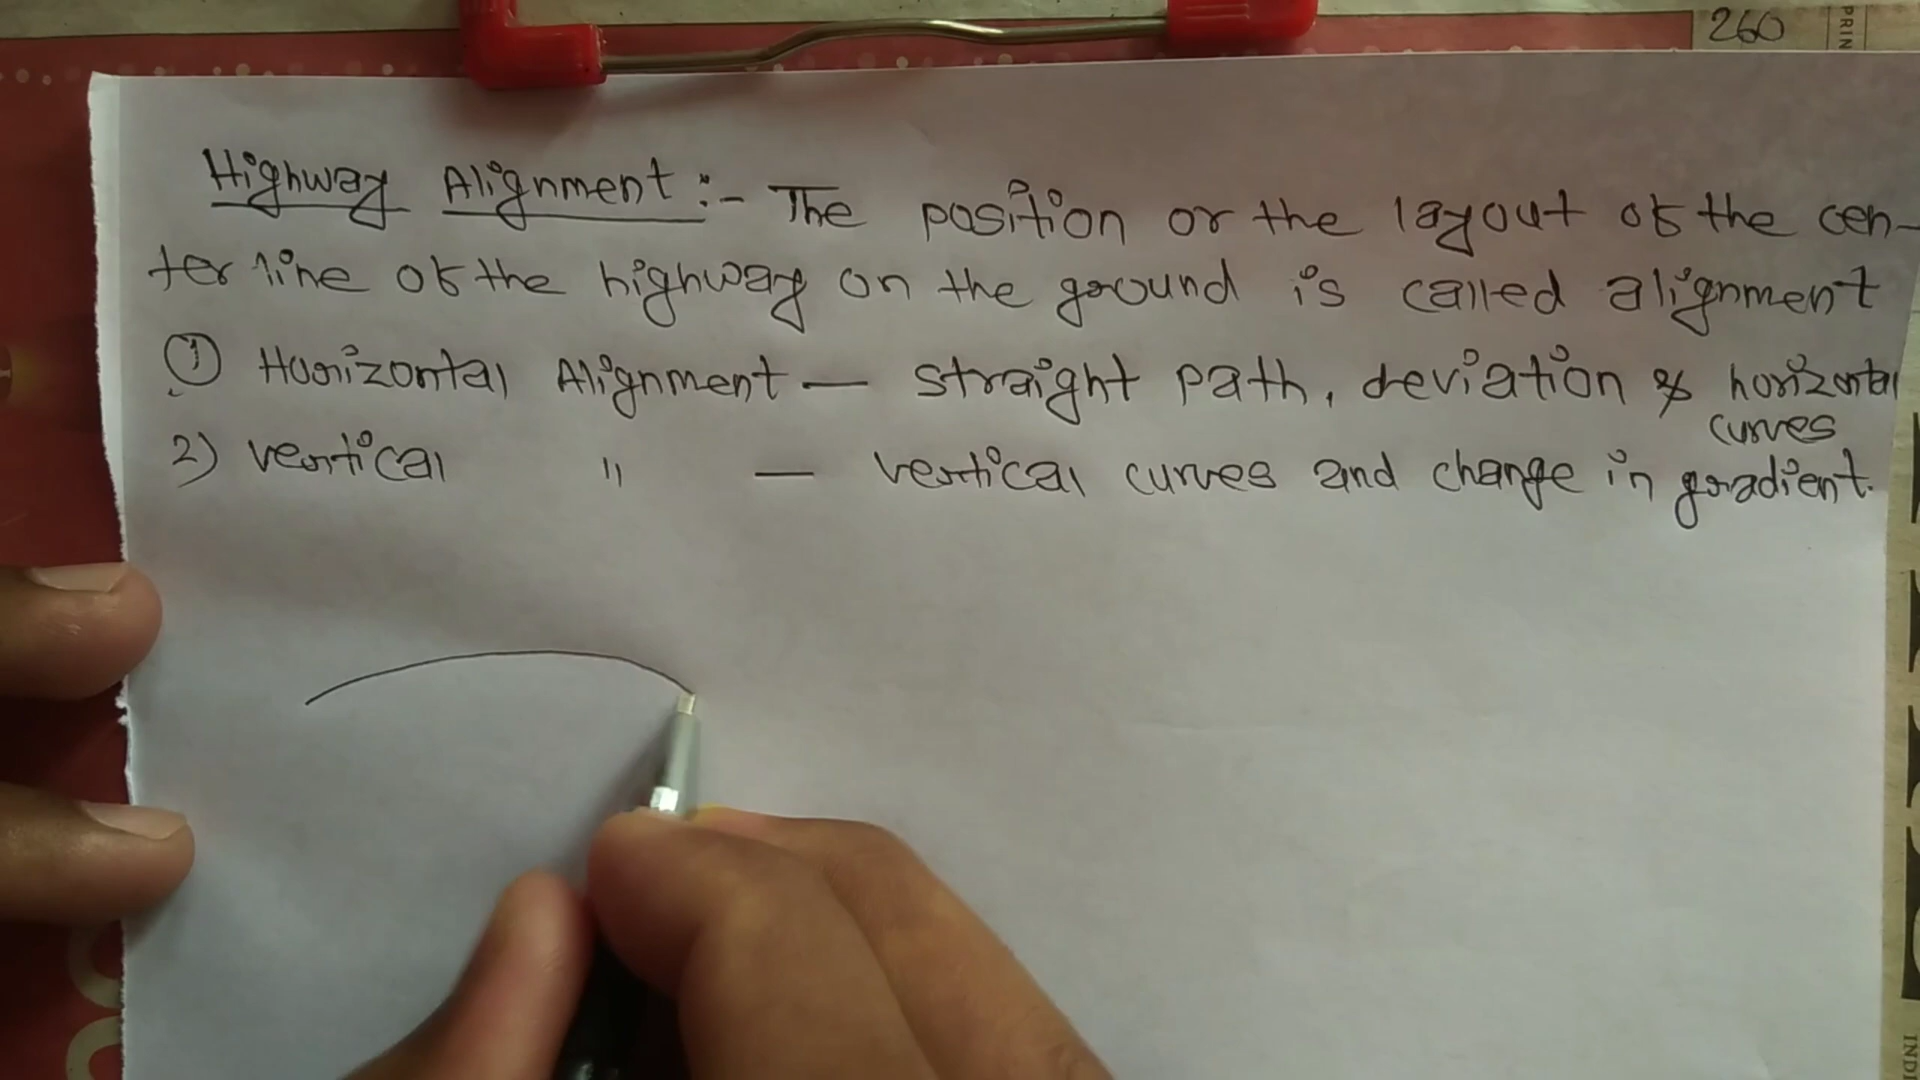 260
PRIN
Highway Alignment :- The position or the layout of the cen-
ter line of the highway on the ground is called alignment
① Horizontal Alignment — straight path, deviation & horizontal
curves
2) vertical " — vertical curves and change in gradient.
IND